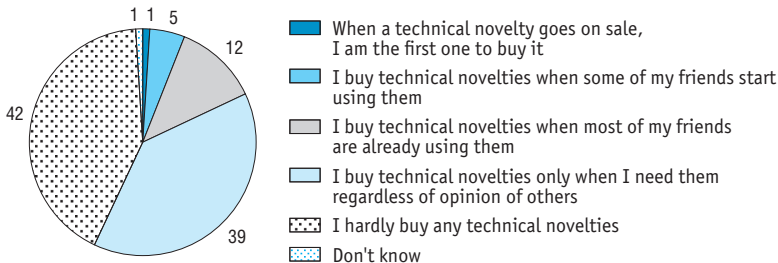 1 1 5
12
42
39
When a technical novelty goes on sale,
I am the first one to buy it
I buy technical novelties when some of my friends start
using them
I buy technical novelties when most of my friends
are already using them
I buy technical novelties only when I need them
regardless of opinion of others
I hardly buy any technical novelties
Don't know